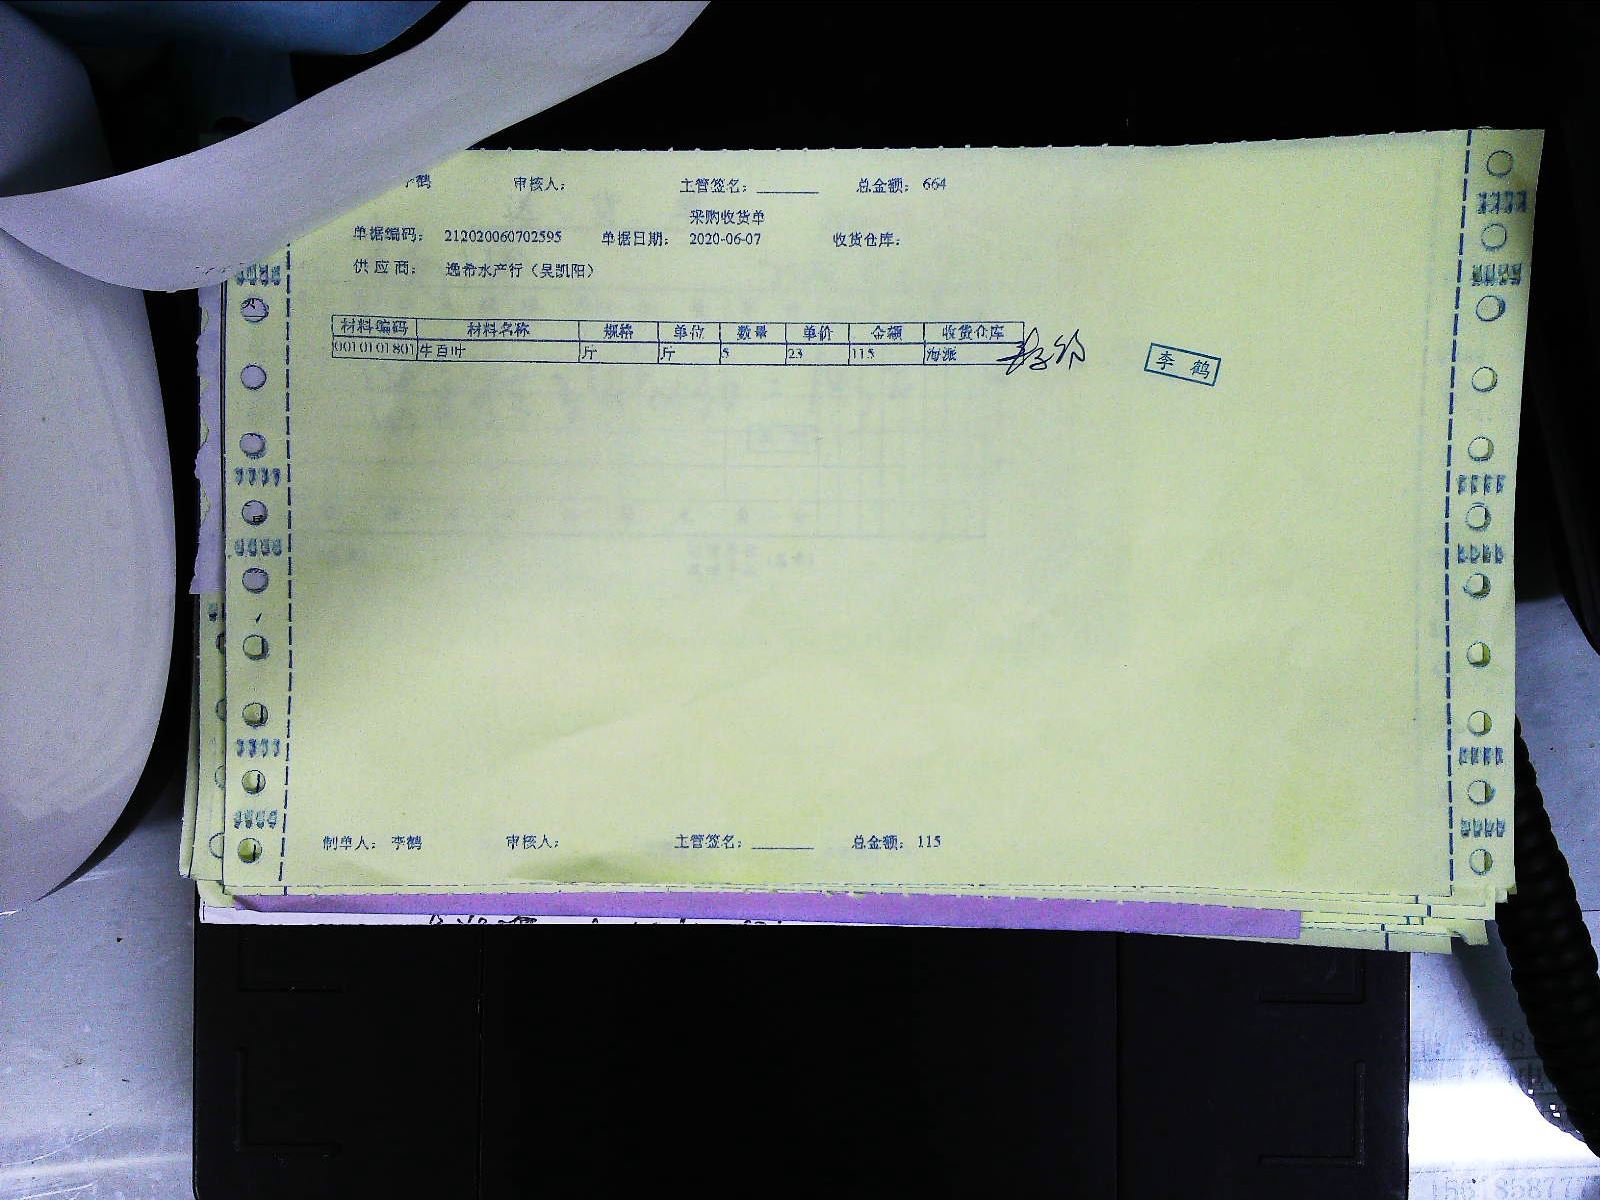 鹤 审核人： 主管签名：______ 总金额： 664
采购收货单
单据编码： 212020060702595 单据日期： 2020-06-07 收货仓库：
供 应 商： 逸希水产行（吴凯阳）
材料编码 材料名称 规格 单位 数量 单价 金额 收货仓库
0010101801 牛百叶 斤 斤 5 23 115 海派
李 鹤
制单人： 李鹤 审核人： 主管签名：______ 总金额： 115